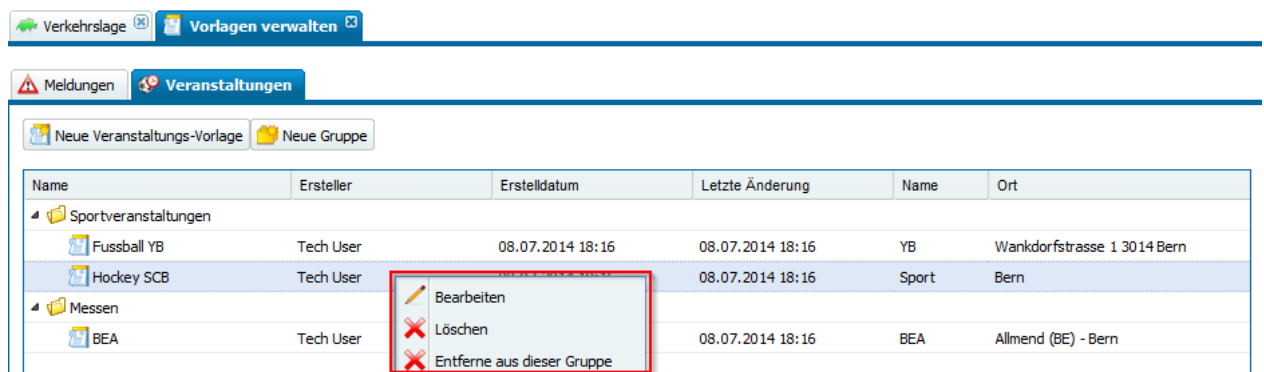 Verkehrslage Vorlagen verwalten
Meldungen Veranstaltungen
Neue Veranstaltungs-Vorlage Neue Gruppe
Name Ersteller Erstelldatum Letzte Änderung Name Ort
Sportveranstaltungen
Fussball YB Tech User 08.07.2014 18:16 08.07.2014 18:16 YB Wankdorfstrasse 1 3014 Bern
Hockey SCB Tech User 08.07.2014 18:16 Sport Bern
Bearbeiten
Messen
Löschen
BEA Tech User 08.07.2014 18:16 BEA Allmend (BE) - Bern
Entferne aus dieser Gruppe